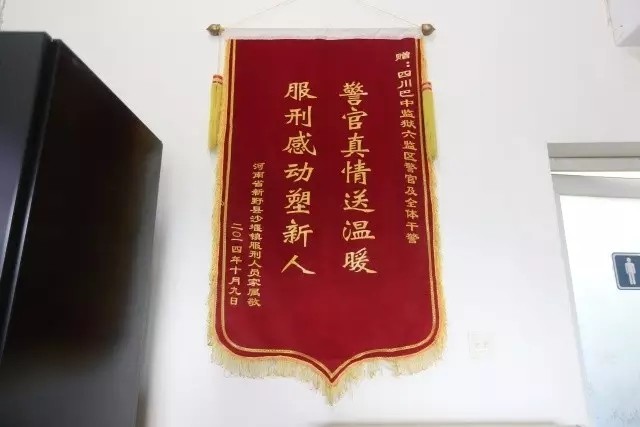 赠：四川巴中监狱六监区警官及全体干警
警官真情送温暖
服刑感动塑新人
河南省新野县沙堰镇服刑人员家属敬
二〇一四年十月九日